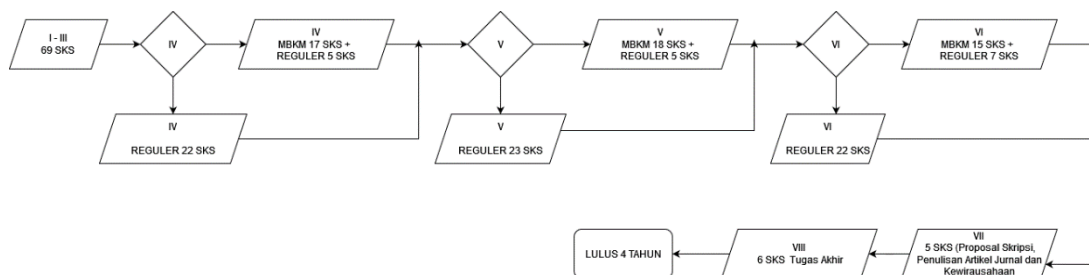 I - III
69 SKS
IV
IV
MBKM 17 SKS +
REGULER 5 SKS
V
V
MBKM 18 SKS +
REGULER 5 SKS
VI
VI
MBKM 15 SKS +
REGULER 7 SKS
IV
REGULER 22 SKS
V
REGULER 23 SKS
VI
REGULER 22 SKS
VII
5 SKS (Proposal Skripsi,
Penulisan Artikel Jurnal dan
Kewirausahaan
VIII
6 SKS Tugas Akhir
LULUS 4 TAHUN